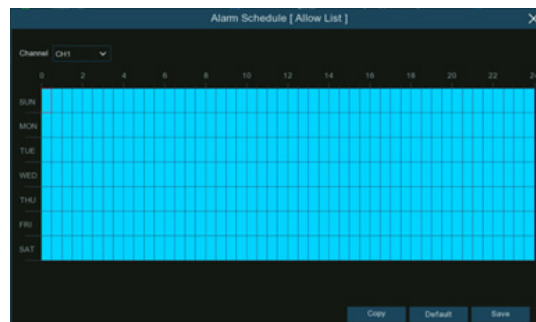 Alarm Schedule [ Allow List ]
Channel CH1
0 2 4 6 8 10 12 14 16 18 20 22 24
SUN
MON
TUE
WED
THU
FRI
SAT
Copy Default Save